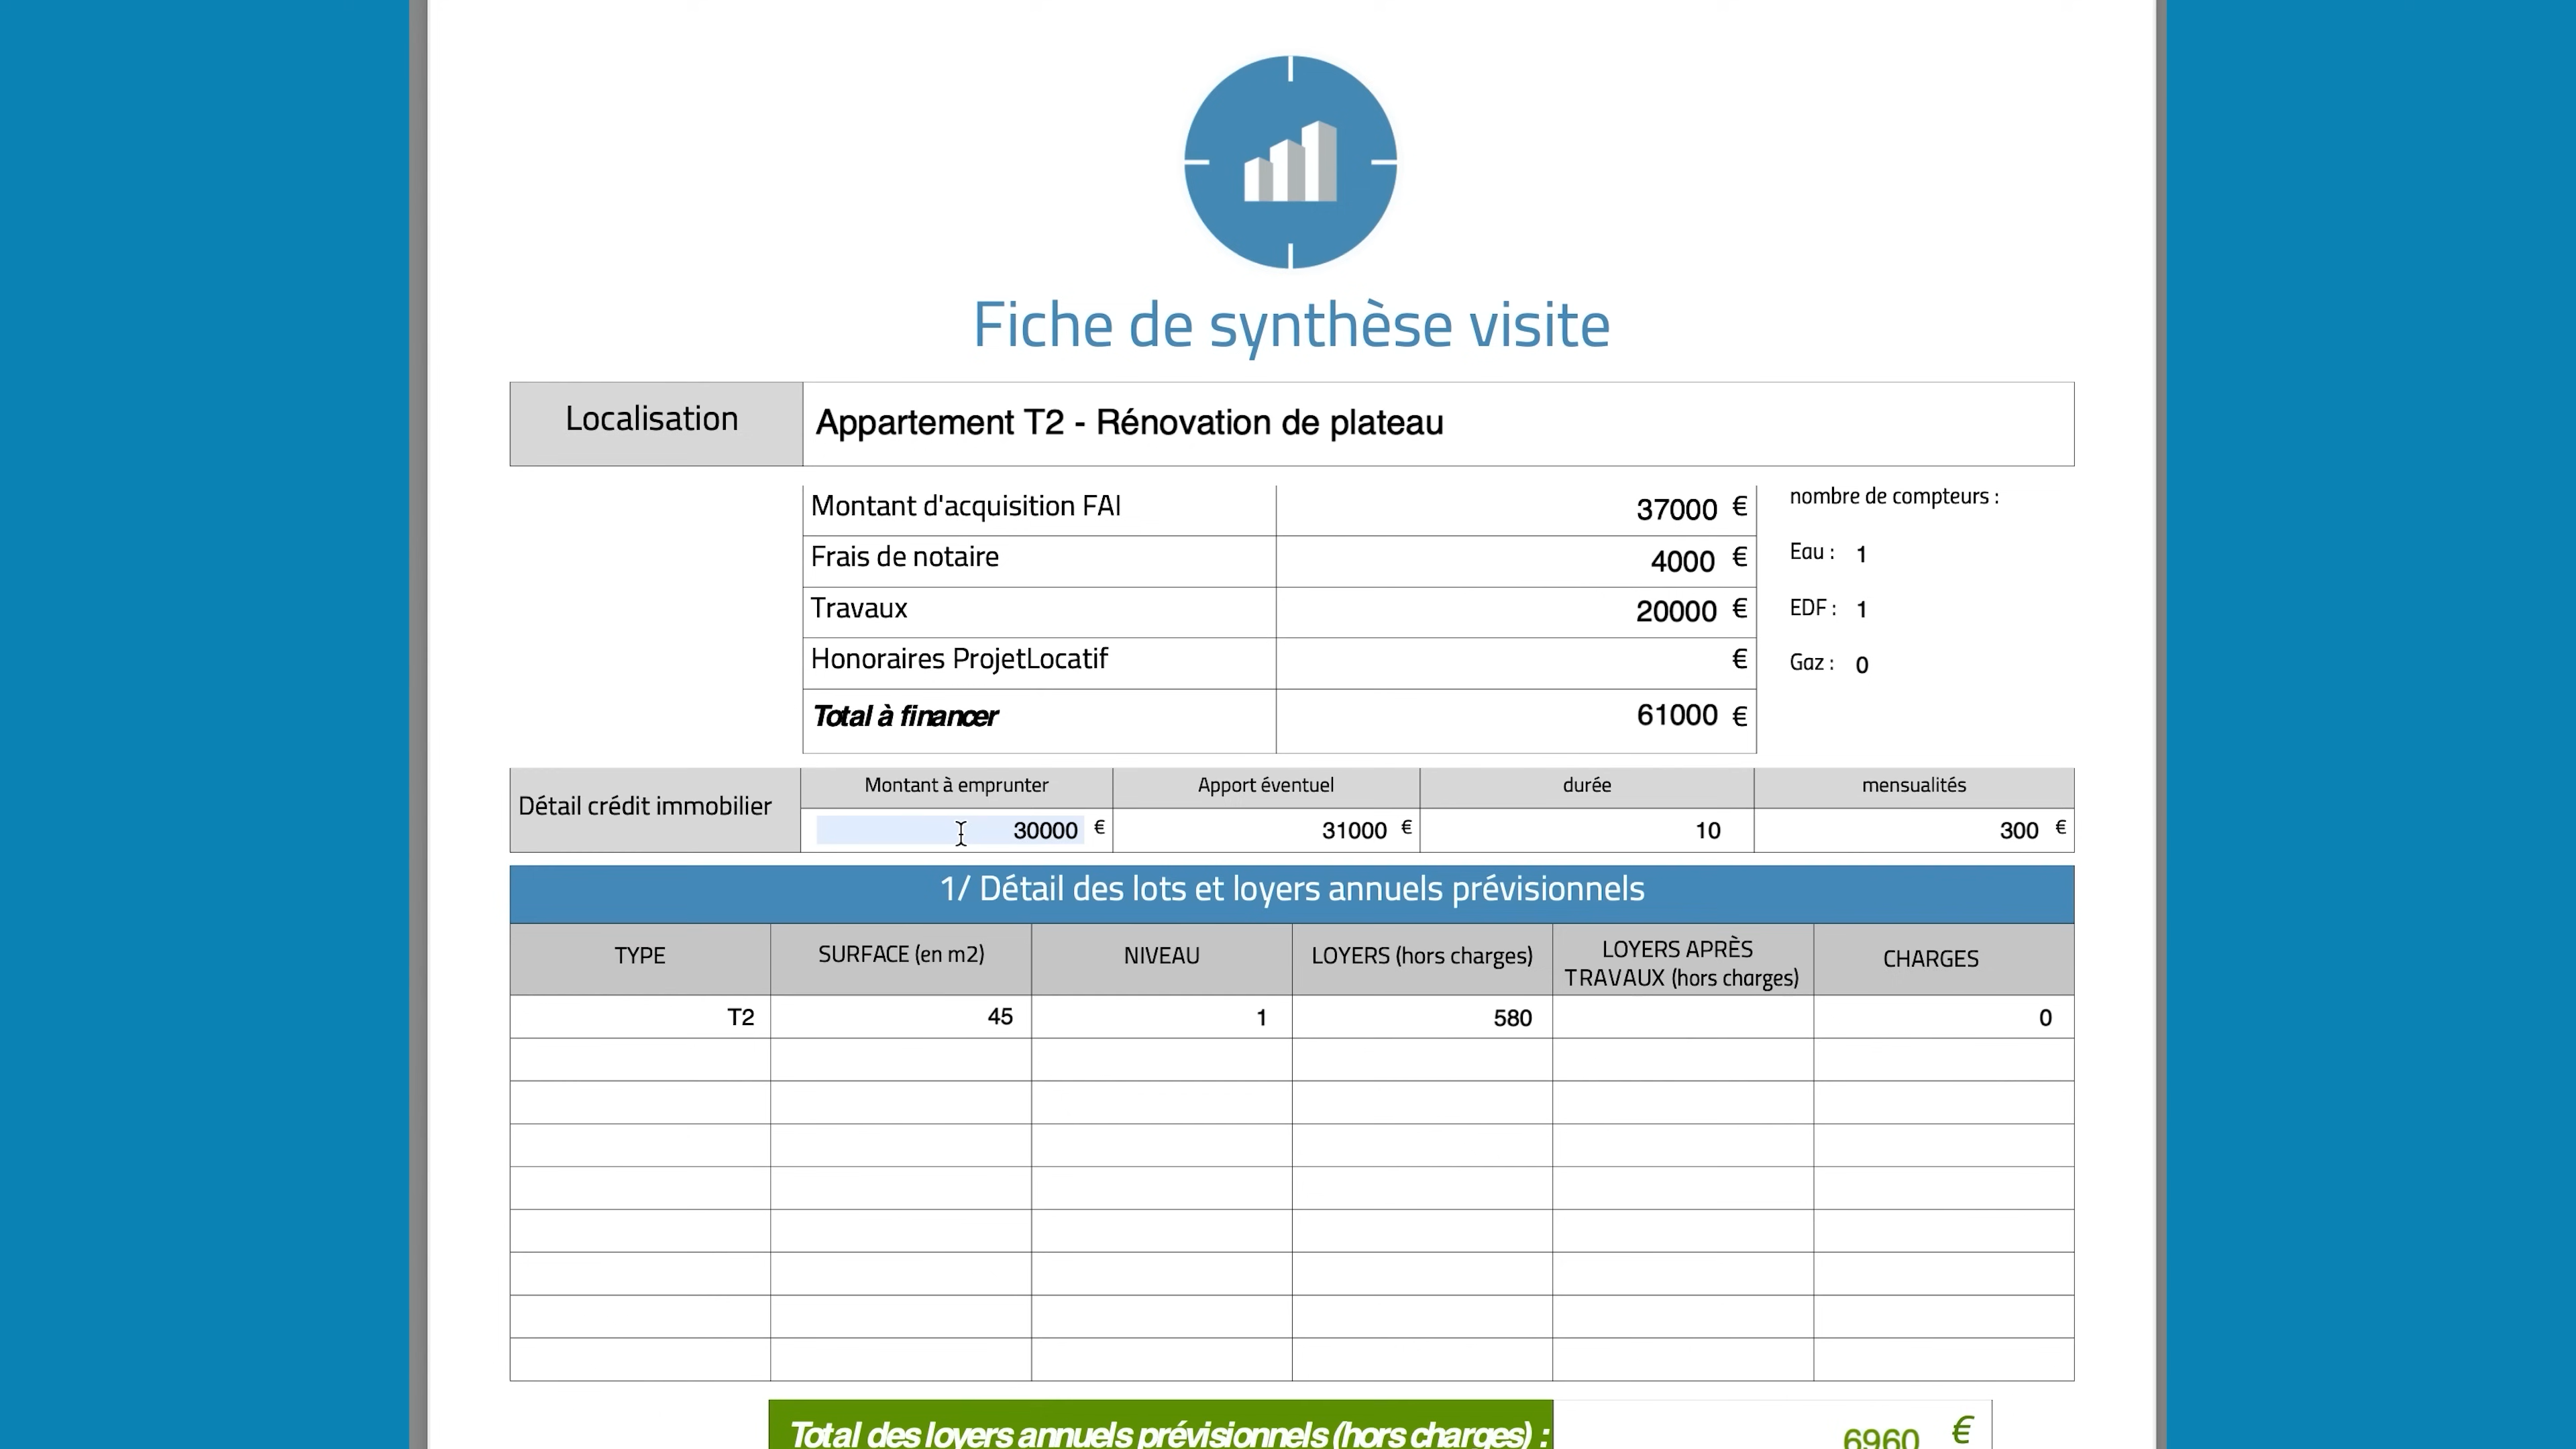 Fiche de synthèse visite
Localisation Appartement T2 - Rénovation de plateau
Montant d'acquisition FAI 37000 € nombre de compteurs :
Frais de notaire 4000 € Eau : 1
Travaux 20000 € EDF : 1
Honoraires ProjetLocatif € Gaz : 0
Total à financer 61000 €
Détail crédit immobilier Montant à emprunter Apport éventuel durée mensualités
30000 € 31000 € 10 300 €
1/ Détail des lots et loyers annuels prévisionnels
TYPE SURFACE (en m2) NIVEAU LOYERS (hors charges) LOYERS APRÈS
TRAVAUX (hors charges) CHARGES
T2 45 1 580 0
Total des loyers annuels prévisionnels (hors charges) : 6960 €